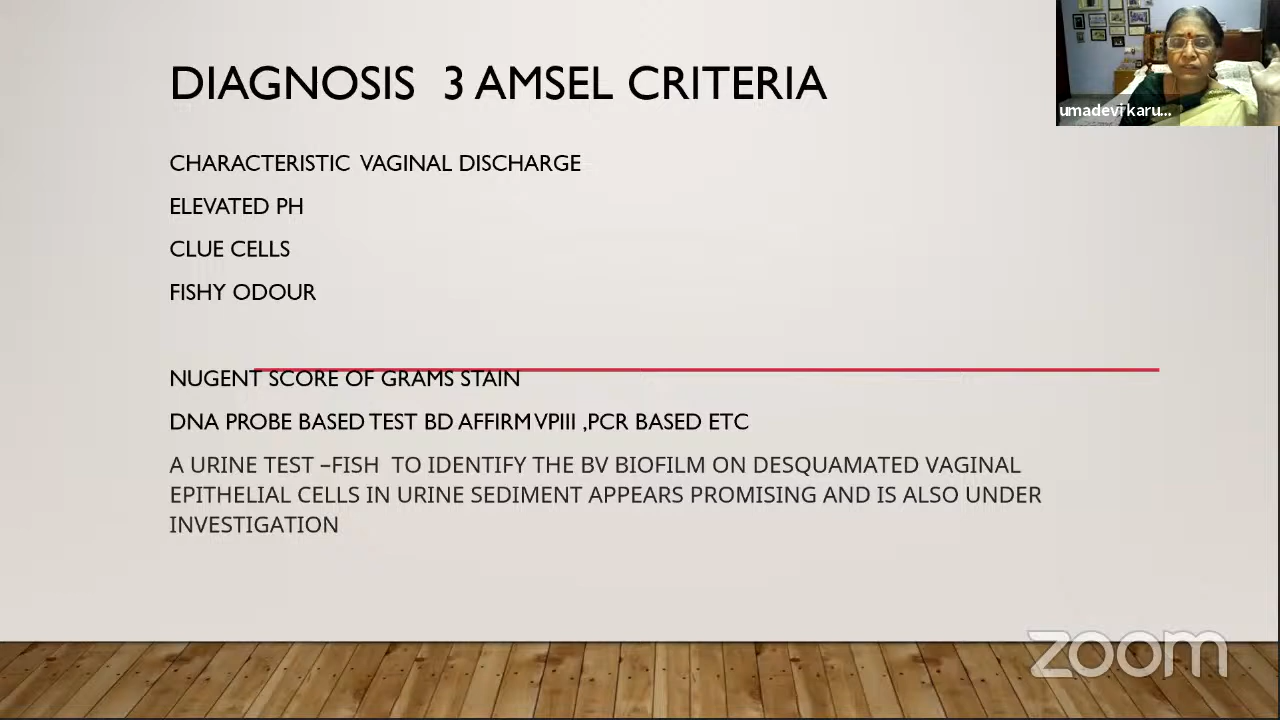 DIAGNOSIS 3 AMSEL CRITERIA
umadevi karu...
CHARACTERISTIC VAGINAL DISCHARGE
ELEVATED PH
CLUE CELLS
FISHY ODOUR
NUGENT SCORE OF GRAMS STAIN
DNA PROBE BASED TEST BD AFFIRM VPIII ,PCR BASED ETC
A URINE TEST –FISH TO IDENTIFY THE BV BIOFILM ON DESQUAMATED VAGINAL
EPITHELIAL CELLS IN URINE SEDIMENT APPEARS PROMISING AND IS ALSO UNDER
INVESTIGATION
zoom